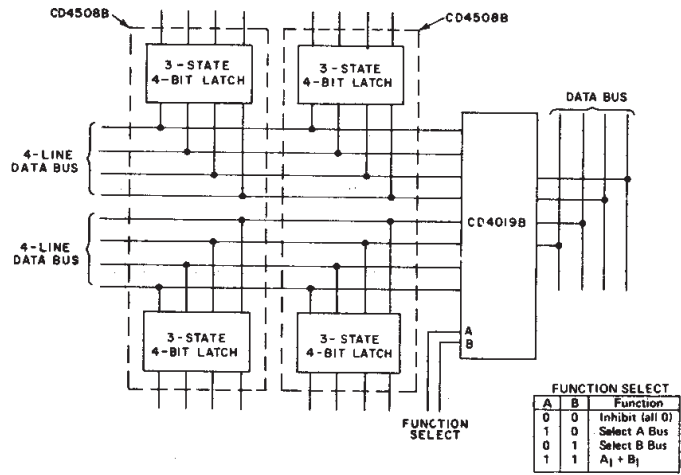 CD4508B
CD4508B
3-STATE
4-BIT LATCH
3-STATE
4-BIT LATCH
DATA BUS
4-LINE
DATA BUS
CD4019B
4-LINE
DATA BUS
3-STATE
4-BIT LATCH
3-STATE
4-BIT LATCH
A
B
FUNCTION
SELECT
FUNCTION SELECT
A B Function
0 0 Inhibit (all 0)
1 0 Select A Bus
0 1 Select B Bus
1 1 A1 + B1